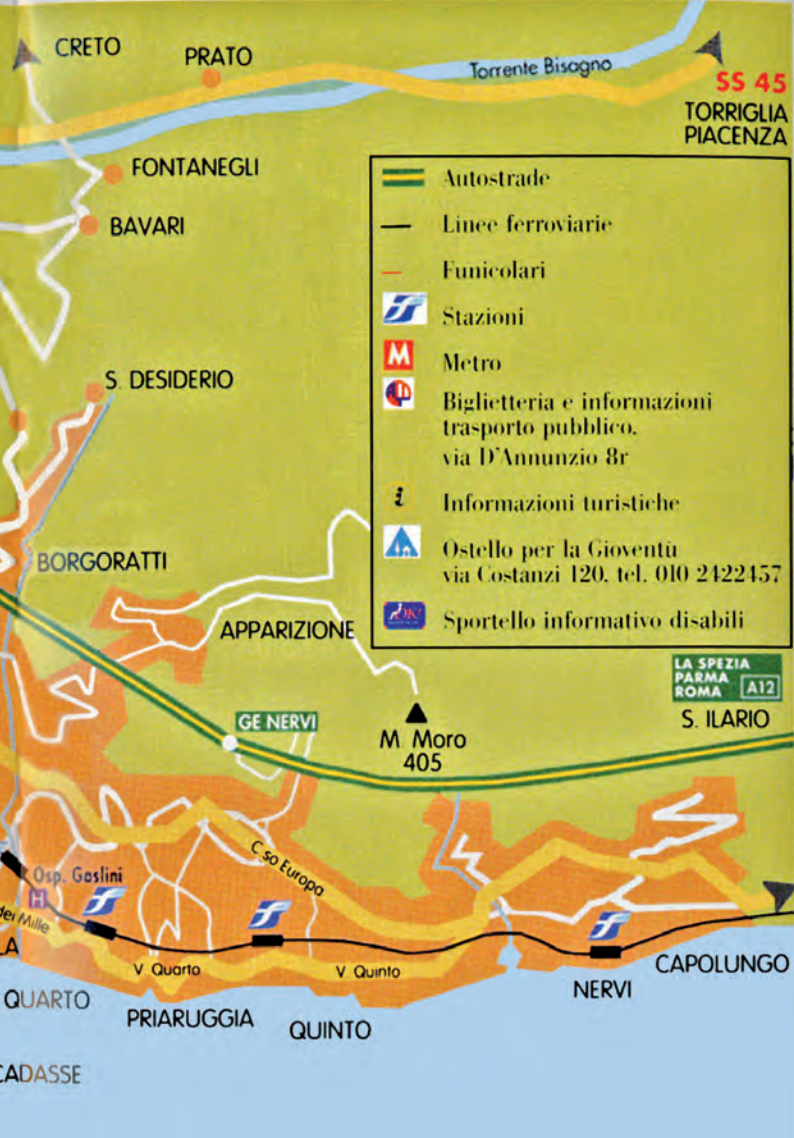 CRETO
PRATO
Torrente Bisagno
SS 45
TORRIGLIA
PIACENZA
FONTANEGLI
BAVARI
Autostrade
Linee ferroviarie
Funicolari
Stazioni
M Metro
Biglietteria e informazioni
trasporto pubblico,
via D'Annunzio 8r
i Informazioni turistiche
Ostello per la Gioventù
via Costanzi 120, tel. 010 2422457
OK! Sportello informativo disabili
S. DESIDERIO
BORGORATTI
APPARIZIONE
LA SPEZIA
PARMA
ROMA A12
S. ILARIO
GE NERVI
M. Moro
405
C.so Europa
Osp. Gaslini
H
dei Mille
LA
V. Quarto
V. Quinto
CAPOLUNGO
NERVI
QUARTO
PRIARUGGIA
QUINTO
CADASSE